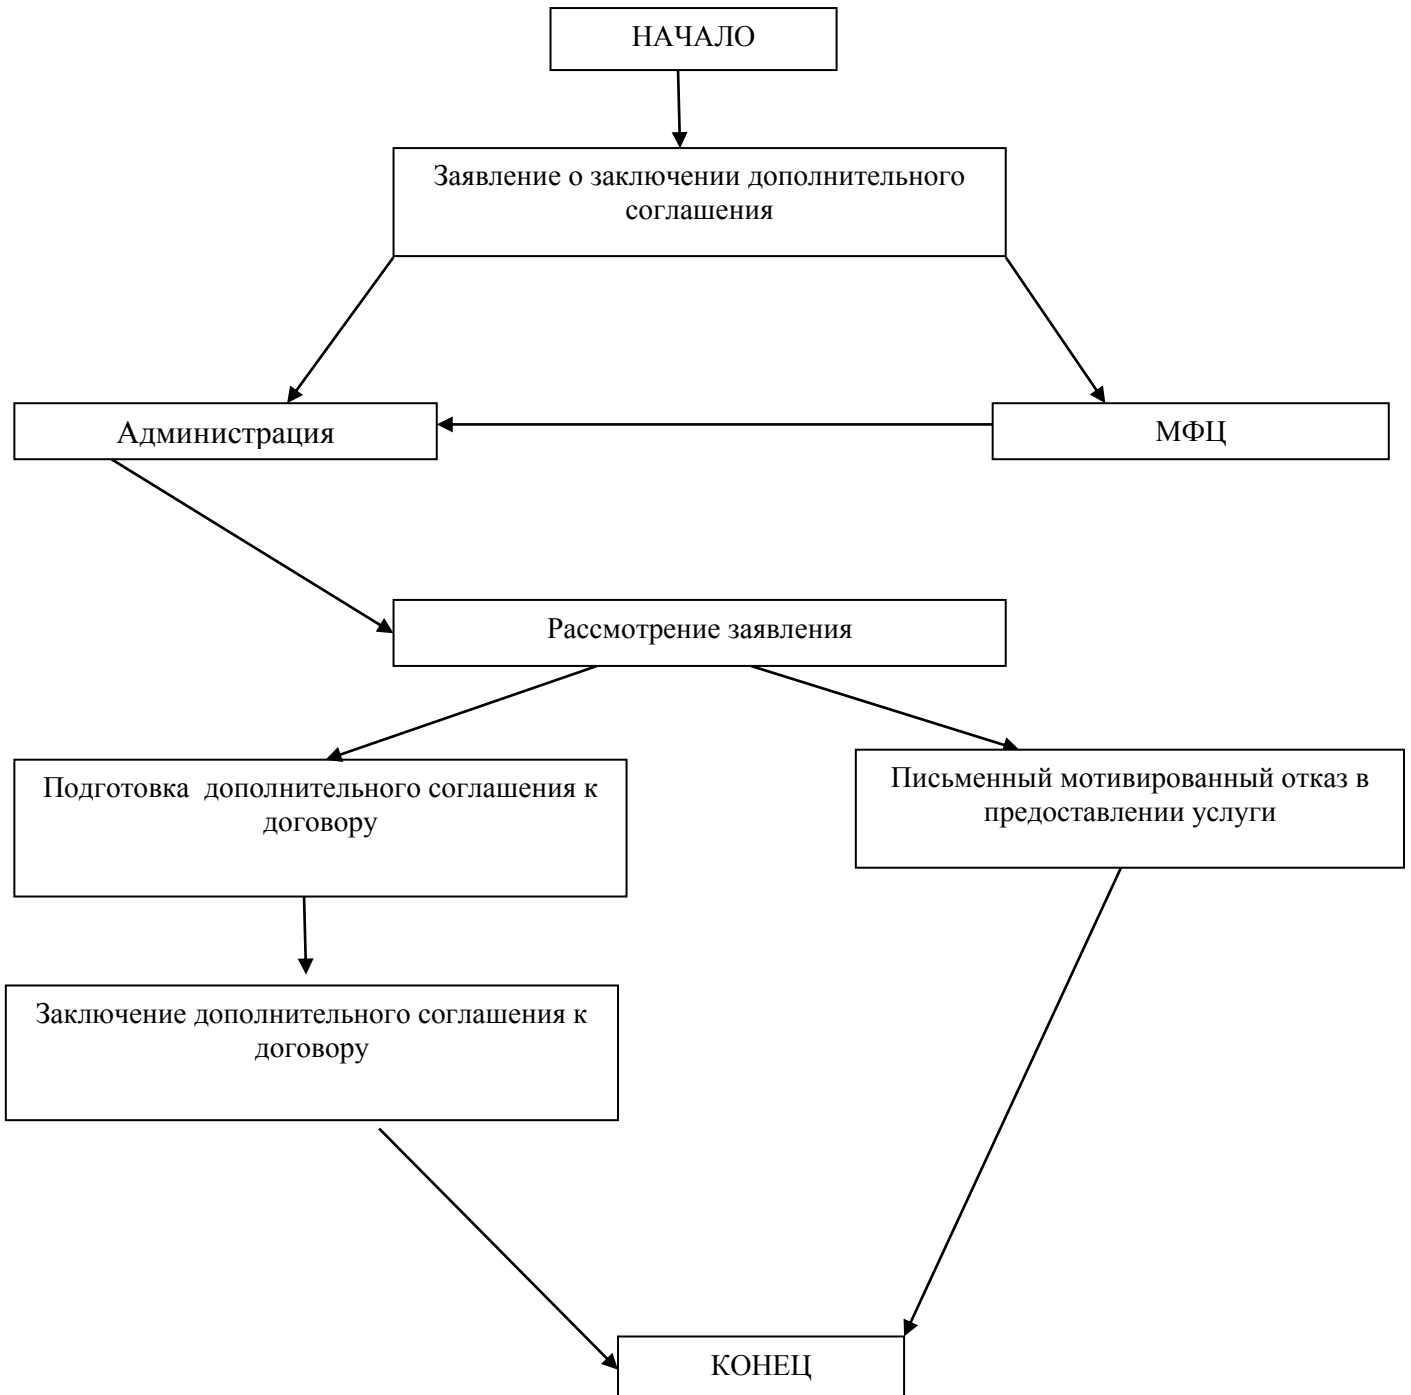 НАЧАЛО
Заявление о заключении дополнительного
соглашения
Администрация
МФЦ
Рассмотрение заявления
Подготовка  дополнительного соглашения к
договору
Письменный мотивированный отказ в
предоставлении услуги
Заключение дополнительного соглашения к
договору
КОНЕЦ